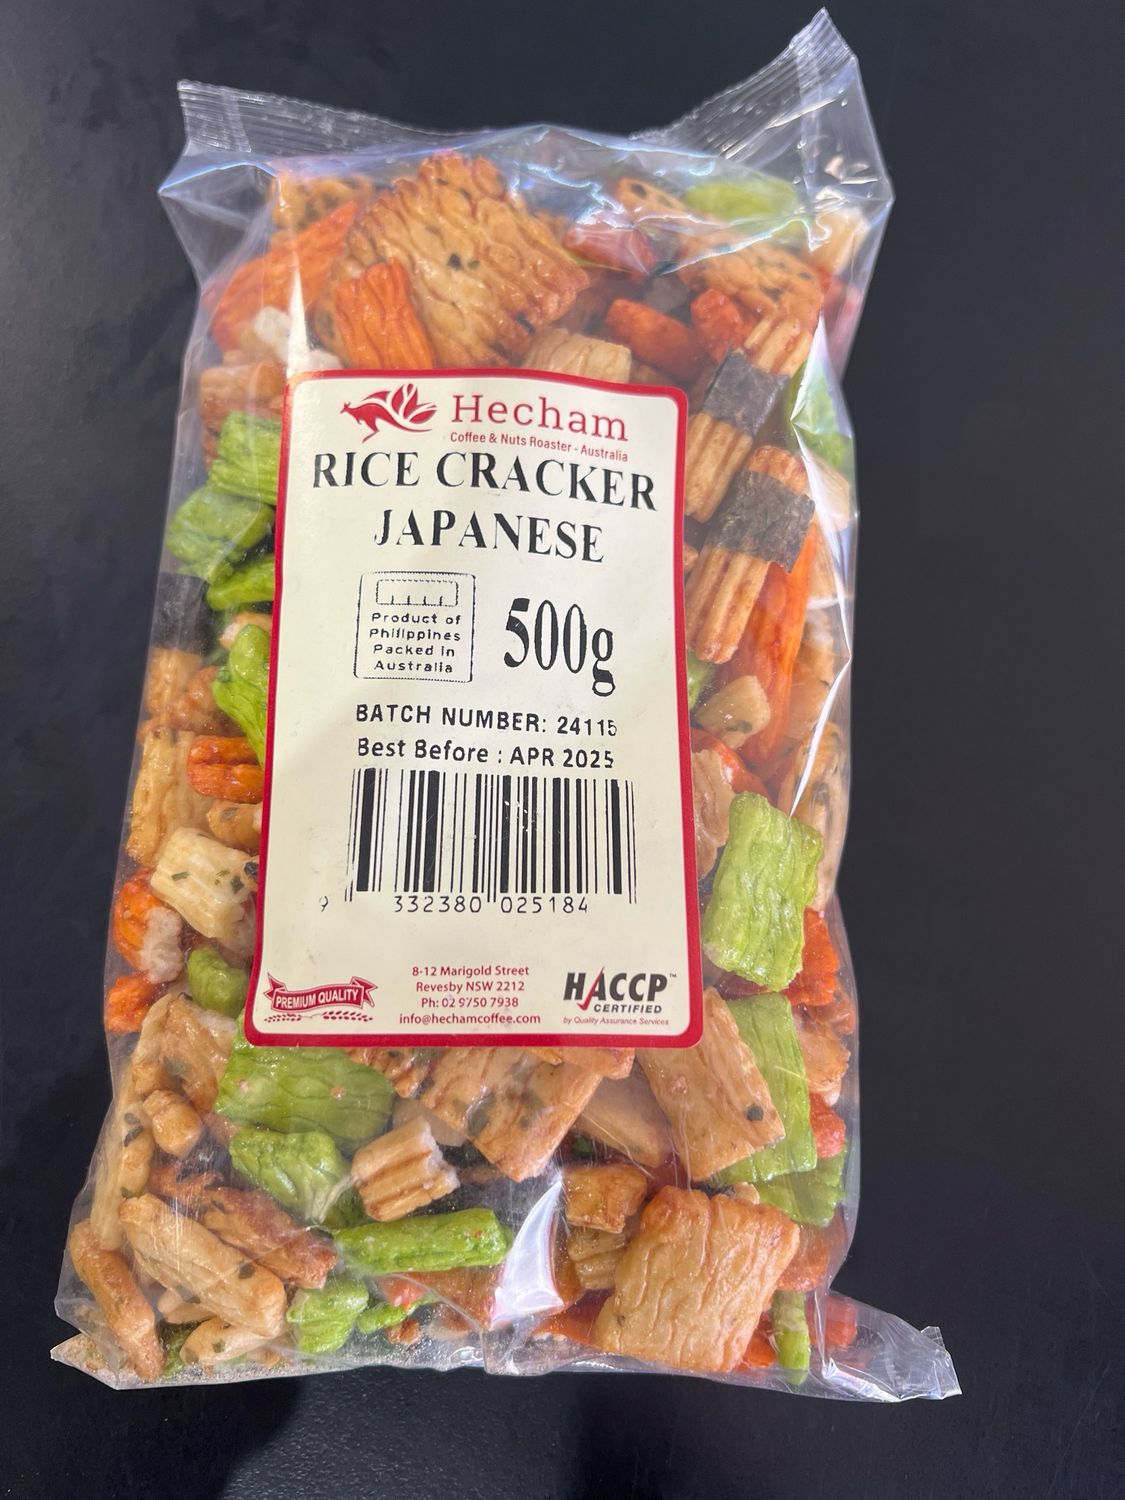 Hecham
Coffee & Nuts Roaster - Australia
RICE CRACKER
JAPANESE
Product of
Philippines
Packed in
Australia
500g
BATCH NUMBER: 24115
Best Before : APR 2025
9 332380 025184
PREMIUM QUALITY
8-12 Marigold Street
Revesby NSW 2212
Ph: 02 9750 7938
info@hechamcoffee.com
HACCP™
CERTIFIED
by Quality Assurance Services